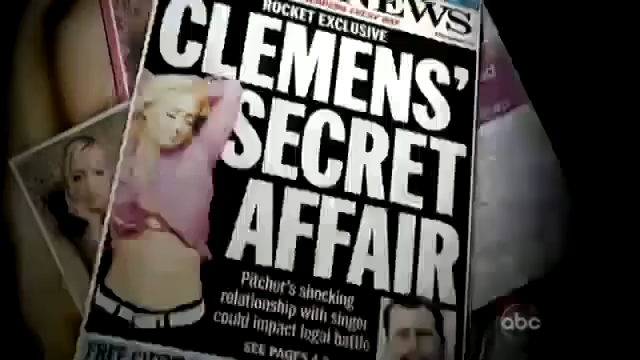 NEWS
ROCKET EXCLUSIVE
CLEMENS'
SECRET
AFFAIR
Pitcher's shocking
relationship with singer
could impact legal battle
SEE PAGES
abc